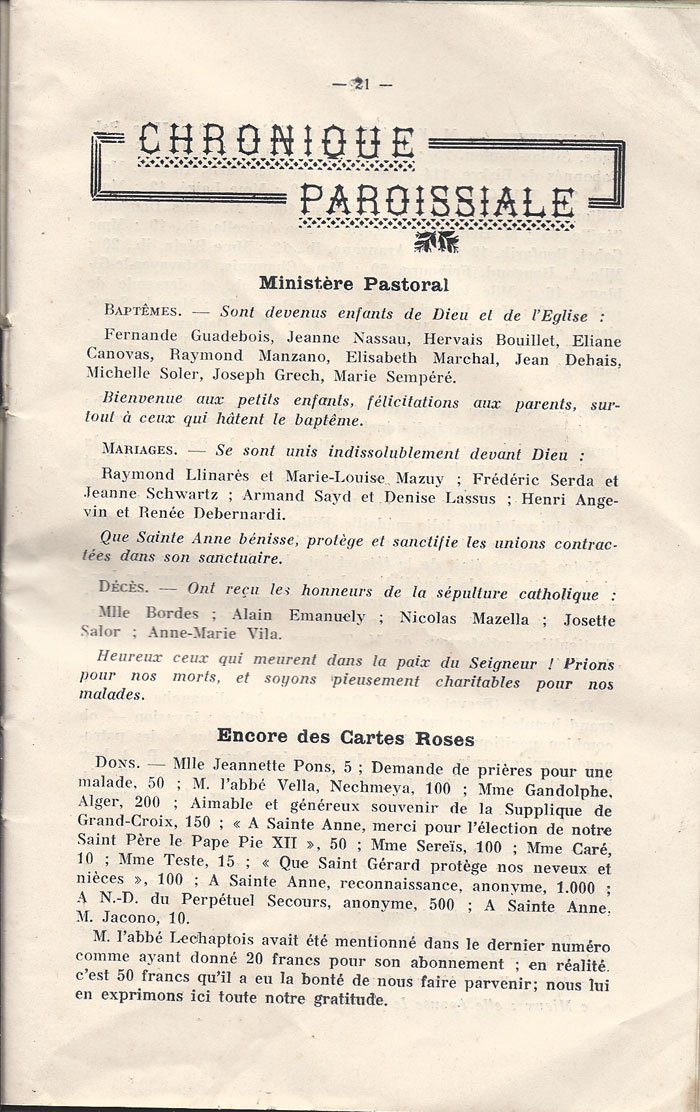 — 21 —
CHRONIQUE
PAROISSIALE
Ministère Pastoral
BAPTÊMES. — Sont devenus enfants de Dieu et de l'Eglise :
Fernande Guadebois, Jeanne Nassau, Hervais Bouillet, Eliane
Canovas, Raymond Manzano, Elisabeth Marchal, Jean Dehais,
Michelle Soler, Joseph Grech, Marie Sempéré.
Bienvenue aux petits enfants, félicitations aux parents, sur-
tout à ceux qui hâtent le baptême.
MARIAGES. — Se sont unis indissolublement devant Dieu :
Raymond Llinarès et Marie-Louise Mazuy ; Frédéric Serda et
Jeanne Schwartz ; Armand Sayd et Denise Lassus ; Henri Ange-
vin et Renée Debernardi.
Que Sainte Anne bénisse, protège et sanctifie les unions contrac-
tées dans son sanctuaire.
DÉCÈS. — Ont reçu les honneurs de la sépulture catholique :
Mlle Bordes ; Alain Emanuely ; Nicolas Mazella ; Josette
Salor ; Anne-Marie Vila.
Heureux ceux qui meurent dans la paix du Seigneur ! Prions
pour nos morts, et soyons pieusement charitables pour nos
malades.
Encore des Cartes Roses
DONS. — Mlle Jeannette Pons, 5 ; Demande de prières pour une
malade, 50 ; M. l'abbé Vella, Nechmeya, 100 ; Mme Gandolphe,
Alger, 200 ; Aimable et généreux souvenir de la Supplique de
Grand-Croix, 150 ; « A Sainte Anne, merci pour l'élection de notre
Saint Père le Pape Pie XII », 50 ; Mme Sereïs, 100 ; Mme Caré,
10 ; Mme Teste, 15 ; « Que Saint Gérard protège nos neveux et
nièces », 100 ; A Sainte Anne, reconnaissance, anonyme, 1.000 ;
A N.-D. du Perpétuel Secours, anonyme, 500 ; A Sainte Anne.
M. Jacono, 10.
M. l'abbé Lechaptois avait été mentionné dans le dernier numéro
comme ayant donné 20 francs pour son abonnement ; en réalité
c'est 50 francs qu'il a eu la bonté de nous faire parvenir; nous lui
en exprimons ici toute notre gratitude.